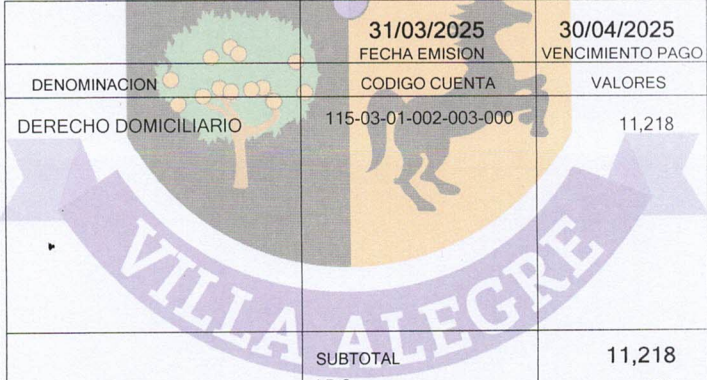 31/03/2025 30/04/2025
FECHA EMISION VENCIMIENTO PAGO
DENOMINACION CODIGO CUENTA VALORES
DERECHO DOMICILIARIO 115-03-01-002-003-000 11,218
VILLA ALEGRE
SUBTOTAL 11,218